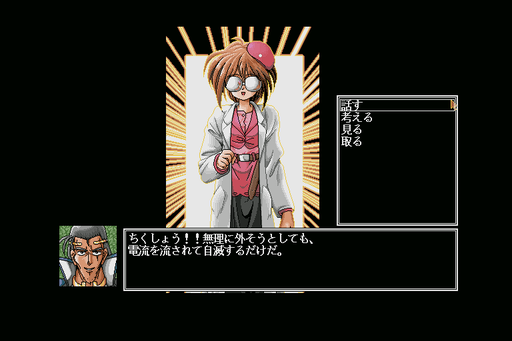 話す
考える
見る
取る
ちくしょう！！無理に外そうとしても、
電流を流されて自滅するだけだ。